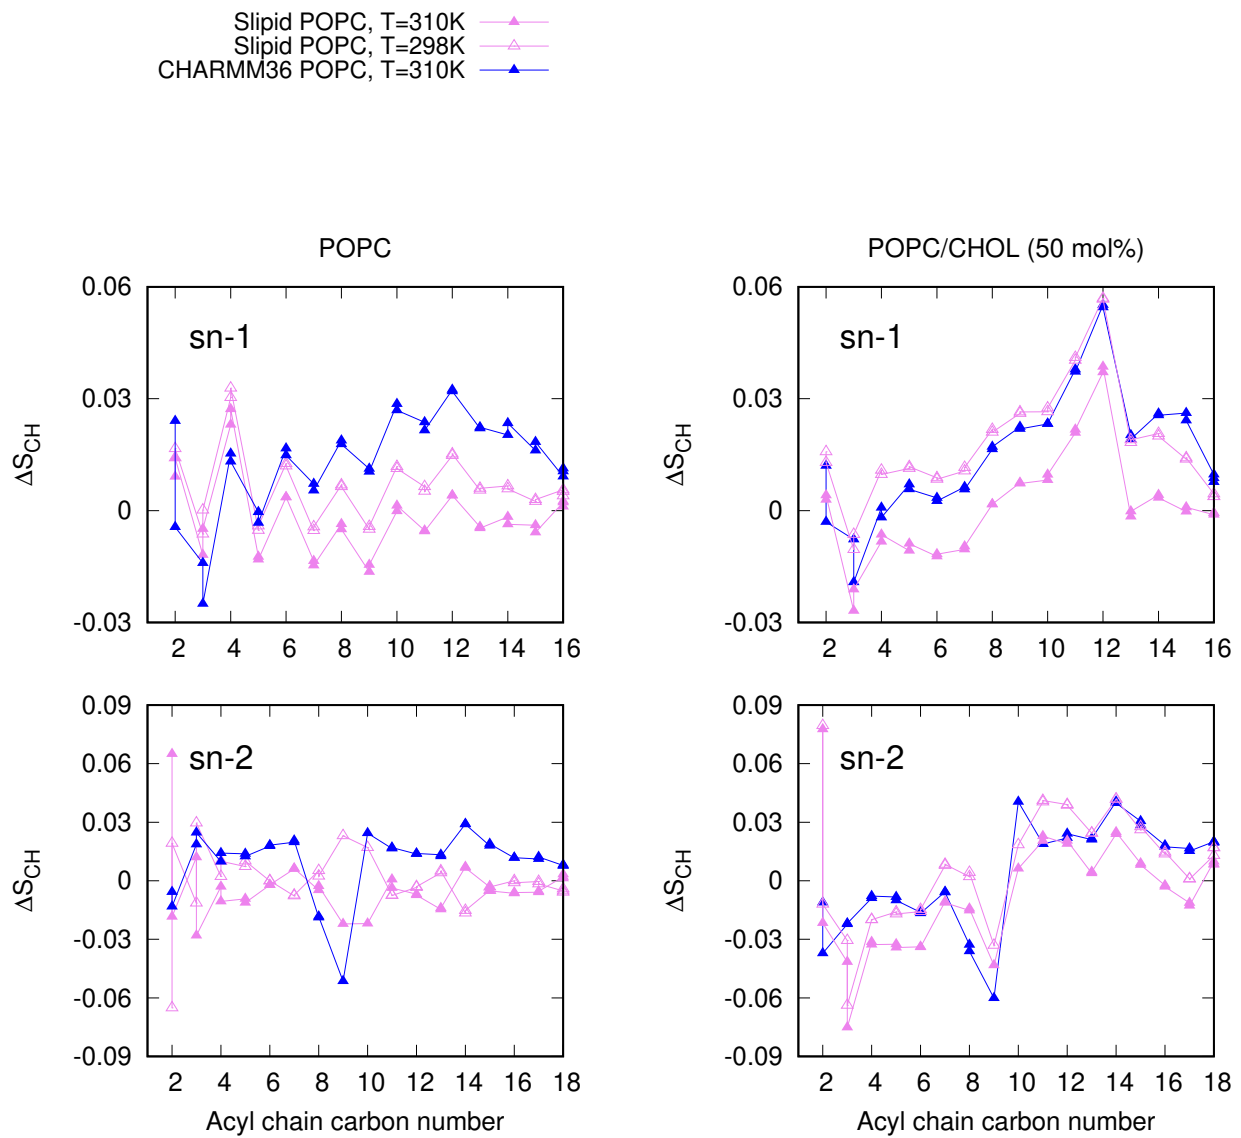 Slipid POPC, T=310K
Slipid POPC, T=298K
CHARMM36 POPC, T=310K
POPC
0.06
0.03
0
-0.03
ΔS_CH
sn-1
2 4 6 8 10 12 14 16
POPC/CHOL (50 mol%)
0.06
0.03
0
-0.03
ΔS_CH
sn-1
2 4 6 8 10 12 14 16
0.09
0.06
0.03
0
-0.03
-0.06
-0.09
ΔS_CH
sn-2
2 4 6 8 10 12 14 16 18
Acyl chain carbon number
0.09
0.06
0.03
0
-0.03
-0.06
-0.09
ΔS_CH
sn-2
2 4 6 8 10 12 14 16 18
Acyl chain carbon number